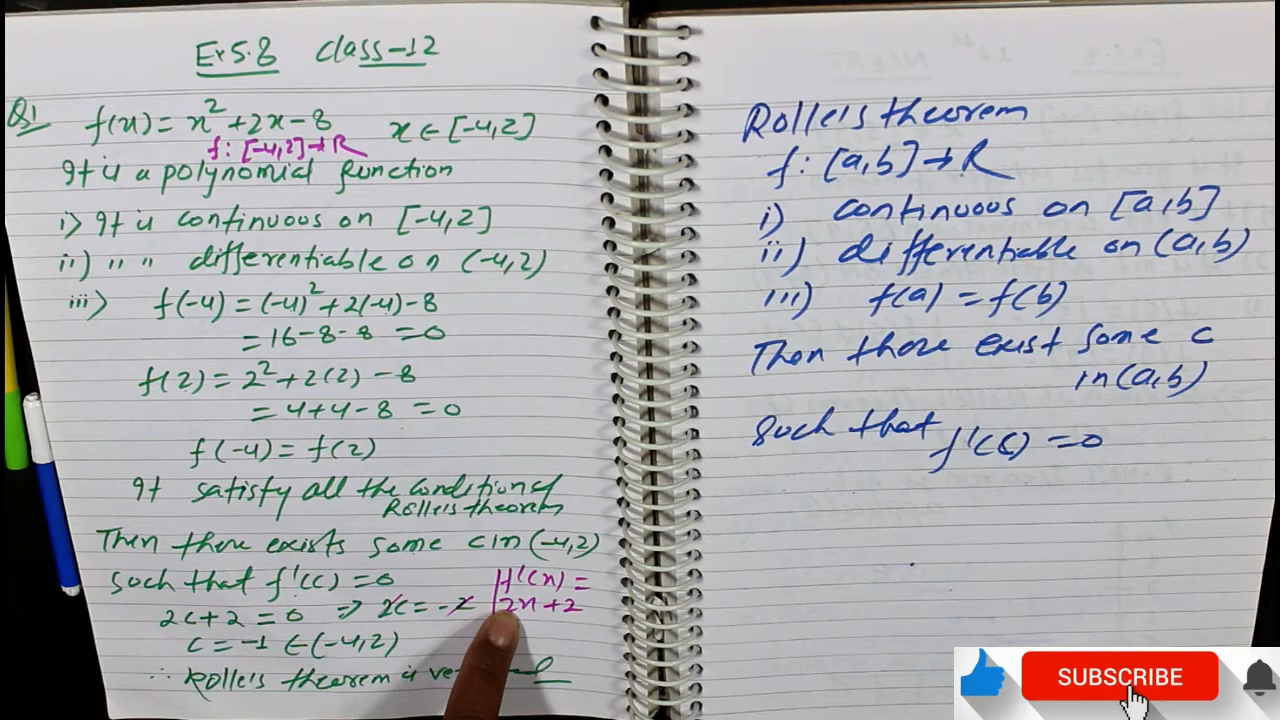 Ex 5.8 Class-12
Q1 f(x) = x² + 2x - 8 x ∈ [-4,2]
f: [-4,2] → R
It is a polynomial function
i) It is continuous on [-4,2]
ii) " " differentiable on (-4,2)
iii) f(-4) = (-4)² + 2(-4) - 8
= 16 - 8 - 8 = 0
f(2) = 2² + 2(2) - 8
= 4 + 4 - 8 = 0
f(-4) = f(2)
It satisfy all the condition of
Rolle's theorem
Then there exists some c in (-4,2)
such that f'(c) = 0
f'(x) =
2x + 2
2c + 2 = 0 ⇒ 2c = -2
c = -1 ∈ (-4,2)
∴ Rolle's theorem is
Rolle's theorem
f: [a,b] → R
i) continuous on [a,b]
ii) differentiable on (a,b)
iii) f(a) = f(b)
Then there exist some c
in (a,b)
Such that f'(c) = 0
SUBSCRIBE